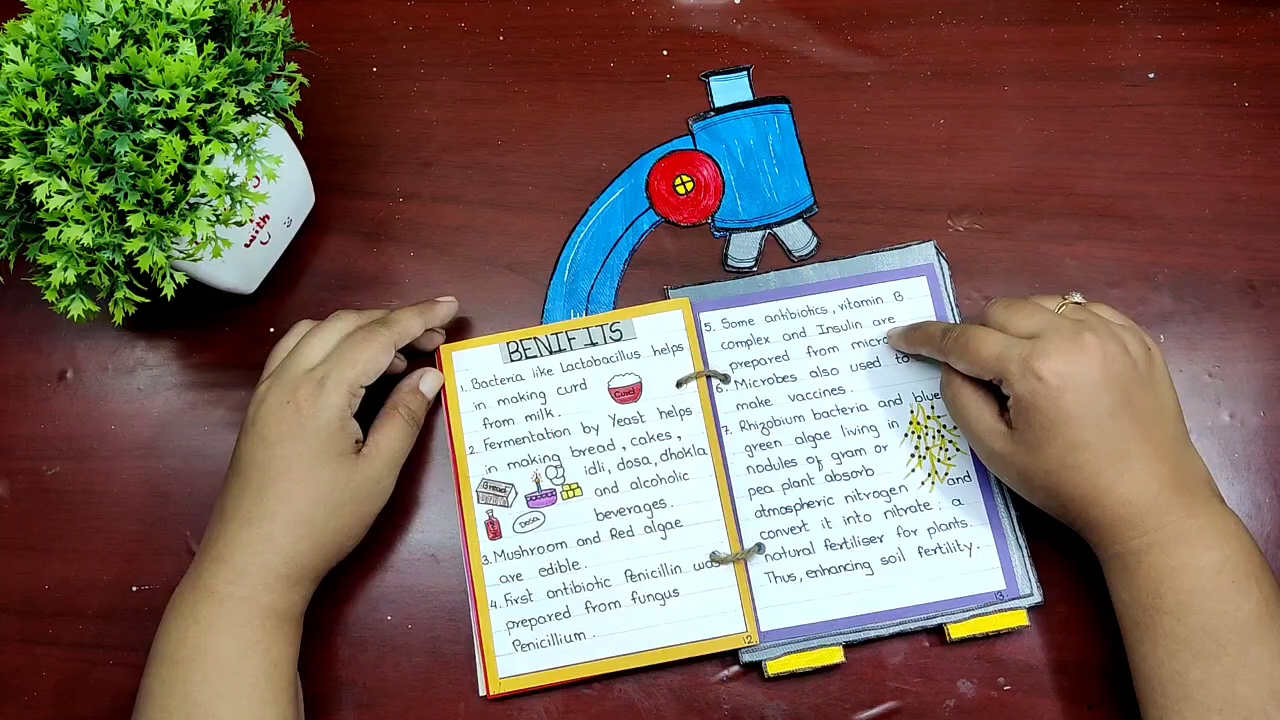 with
BENIFITS
1. Bacteria like Lactobacillus helps
in making curd
from milk.
Curd
2. Fermentation by Yeast helps
in making bread, cakes,
idli, dosa, dhokla
and alcoholic
beverages.
Bread
Dosa
3. Mushroom and Red algae
are edible.
4. First antibiotic Penicillin was
prepared from fungus
Penicillium.
12.
5. Some antibiotics, vitamin B
complex and Insulin are
prepared from micro
6. Microbes also used to
make vaccines.
7. Rhizobium bacteria and blue
green algae living in
nodules of gram or
pea plant absorb
atmospheric nitrogen and
convert it into nitrate; a
natural fertiliser for plants.
Thus, enhancing soil fertility.
13.